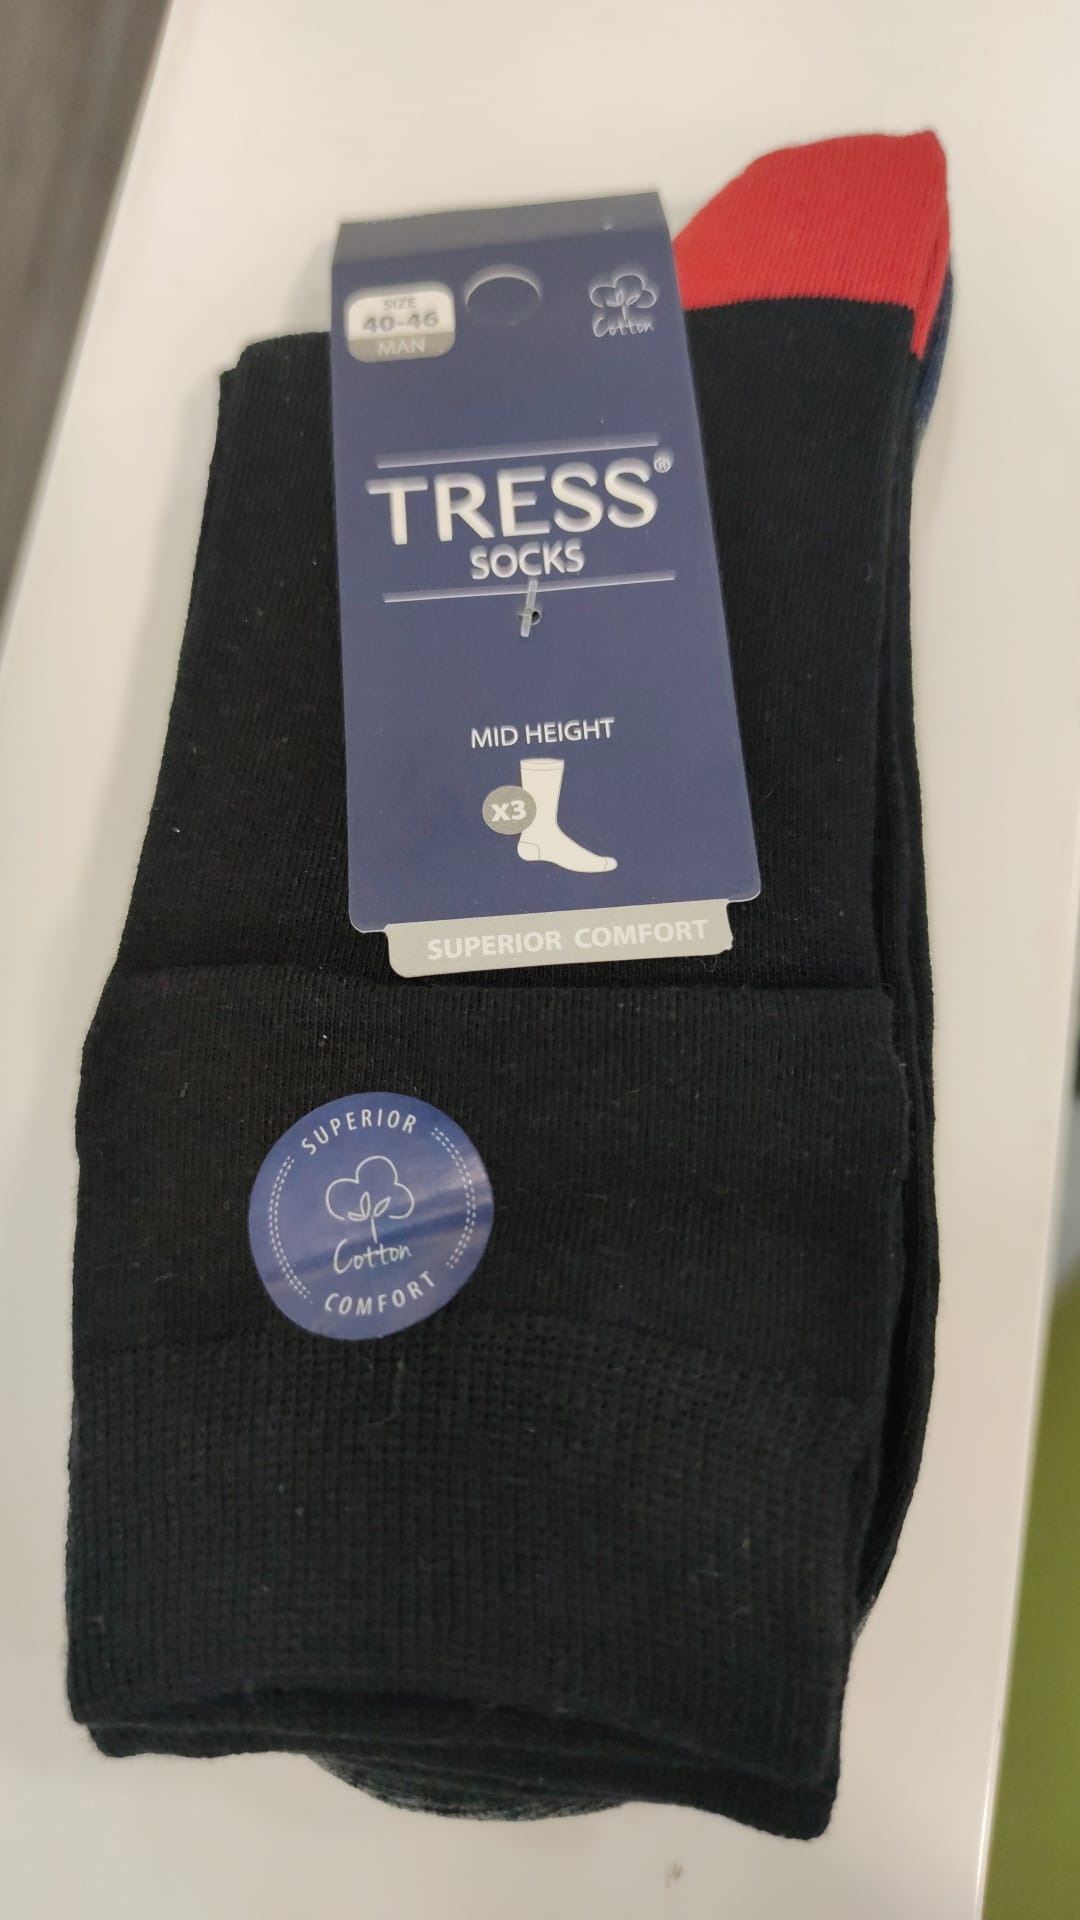 SIZE
40-46
MAN
Cotton
TRESS®
SOCKS
MID HEIGHT
X3
SUPERIOR COMFORT
SUPERIOR
Cotton
COMFORT